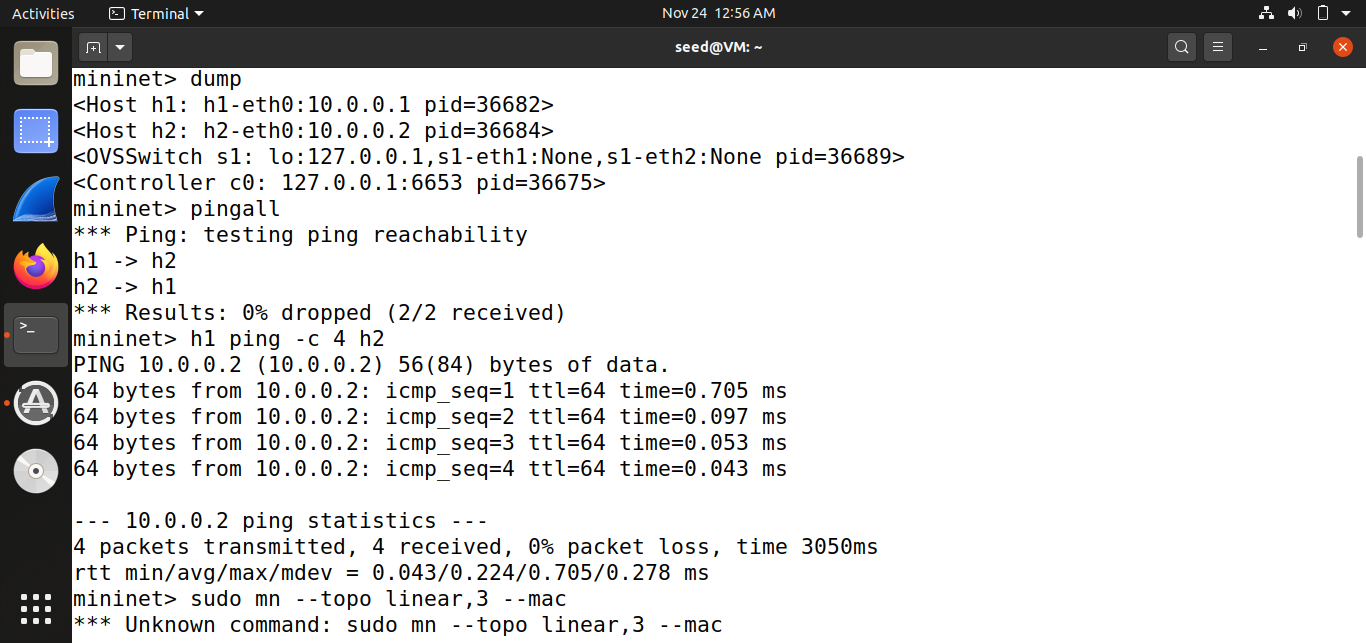 Activities
Terminal
Nov 24 12:56 AM
seed@VM: ~
mininet> dump
<Host h1: h1-eth0:10.0.0.1 pid=36682>
<Host h2: h2-eth0:10.0.0.2 pid=36684>
<OVSSwitch s1: lo:127.0.0.1,s1-eth1:None,s1-eth2:None pid=36689>
<Controller c0: 127.0.0.1:6653 pid=36675>
mininet> pingall
*** Ping: testing ping reachability
h1 -> h2
h2 -> h1
*** Results: 0% dropped (2/2 received)
mininet> h1 ping -c 4 h2
PING 10.0.0.2 (10.0.0.2) 56(84) bytes of data.
64 bytes from 10.0.0.2: icmp_seq=1 ttl=64 time=0.705 ms
64 bytes from 10.0.0.2: icmp_seq=2 ttl=64 time=0.097 ms
64 bytes from 10.0.0.2: icmp_seq=3 ttl=64 time=0.053 ms
64 bytes from 10.0.0.2: icmp_seq=4 ttl=64 time=0.043 ms
--- 10.0.0.2 ping statistics ---
4 packets transmitted, 4 received, 0% packet loss, time 3050ms
rtt min/avg/max/mdev = 0.043/0.224/0.705/0.278 ms
mininet> sudo mn --topo linear,3 --mac
*** Unknown command: sudo mn --topo linear,3 --mac